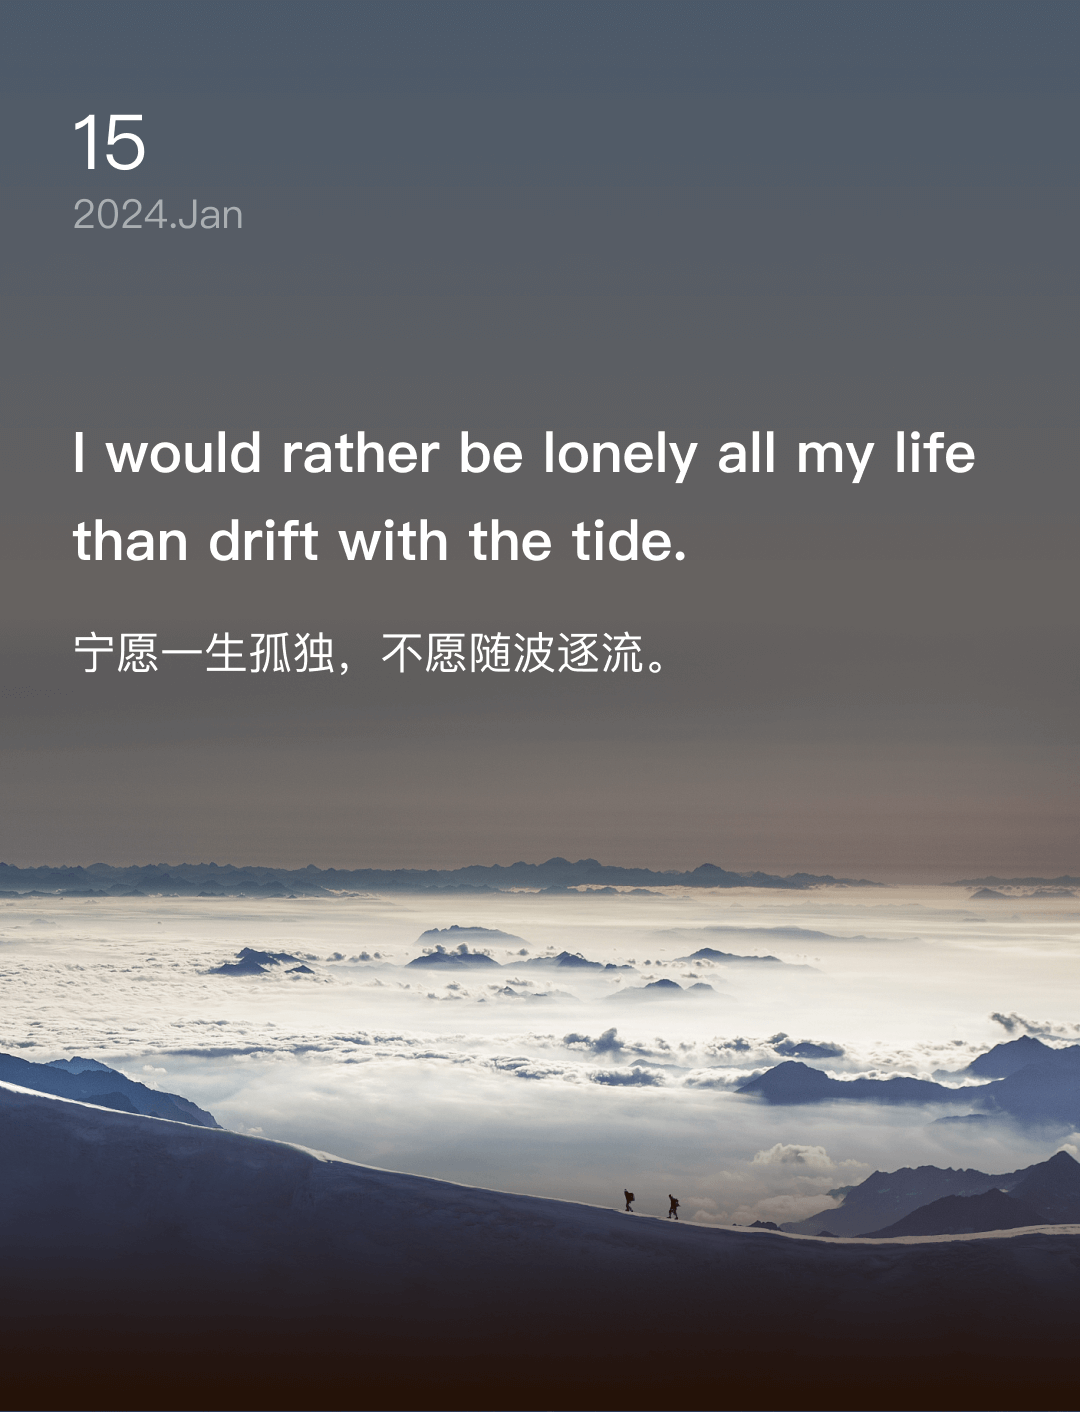 15
2024.Jan
I would rather be lonely all my life
than drift with the tide.
宁愿一生孤独，不愿随波逐流。